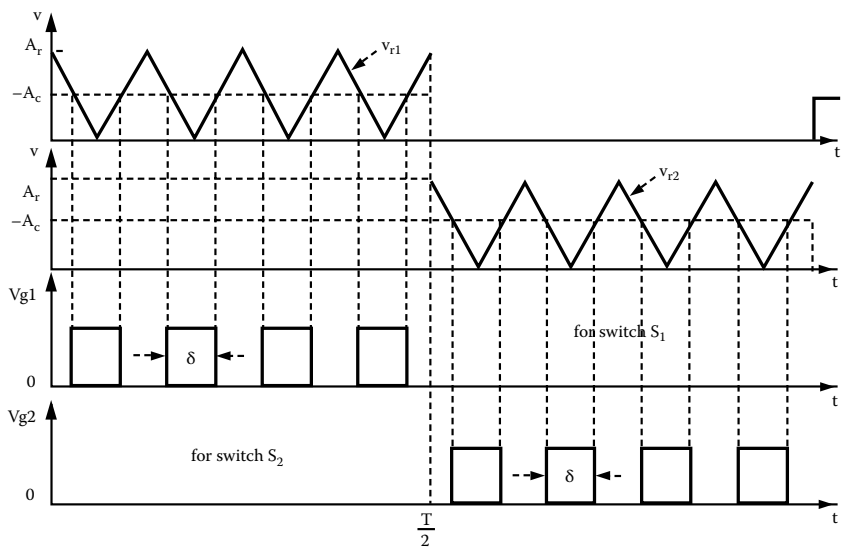 v
A_r
v_r1
−A_c
t
v
A_r
v_r2
−A_c
t
Vg1
for switch S_1
δ
0
t
Vg2
for switch S_2
δ
0
t
T
2